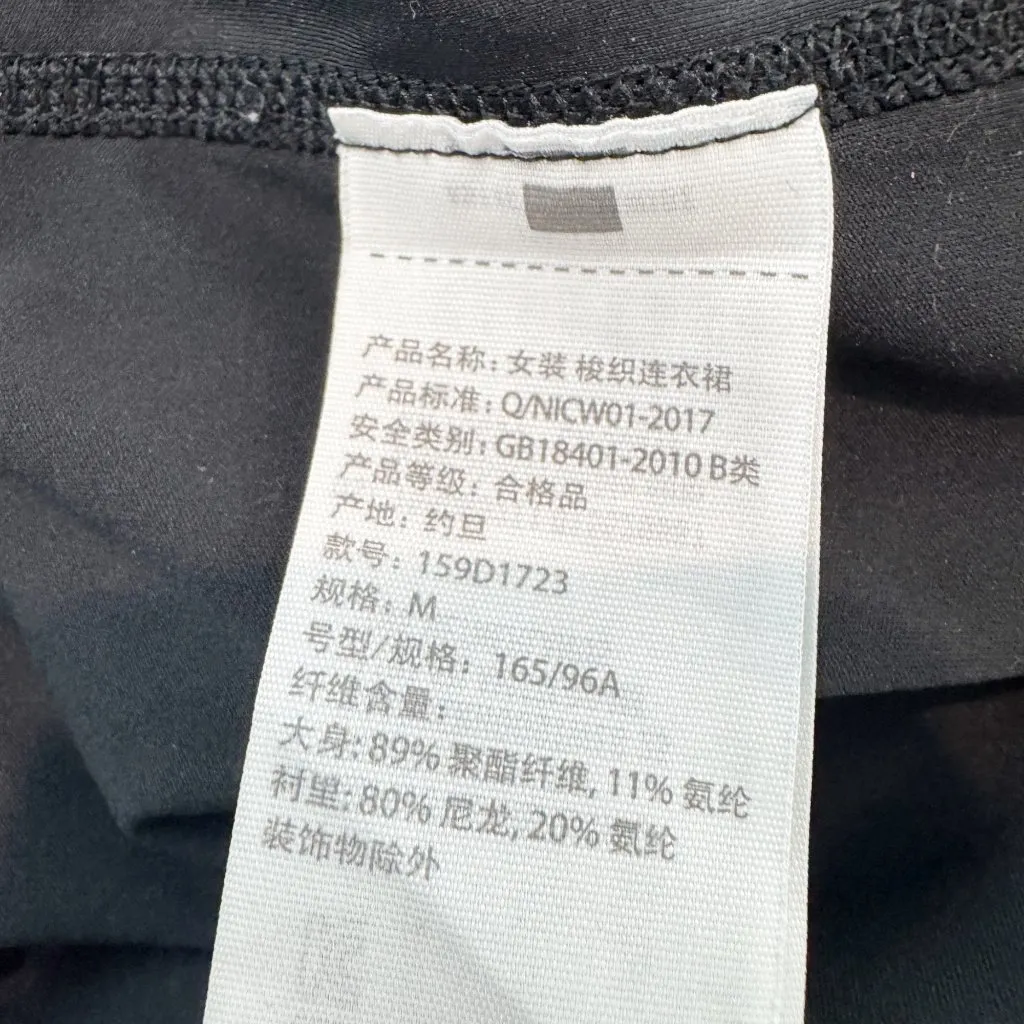 产品名称: 女装 梭织连衣裙
产品标准: Q/NICW01-2017
安全类别: GB18401-2010 B类
产品等级: 合格品
产地: 约旦
款号: 159D1723
规格: M
号型/规格: 165/96A
纤维含量:
大身: 89% 聚酯纤维, 11% 氨纶
衬里: 80% 尼龙, 20% 氨纶
装饰物除外